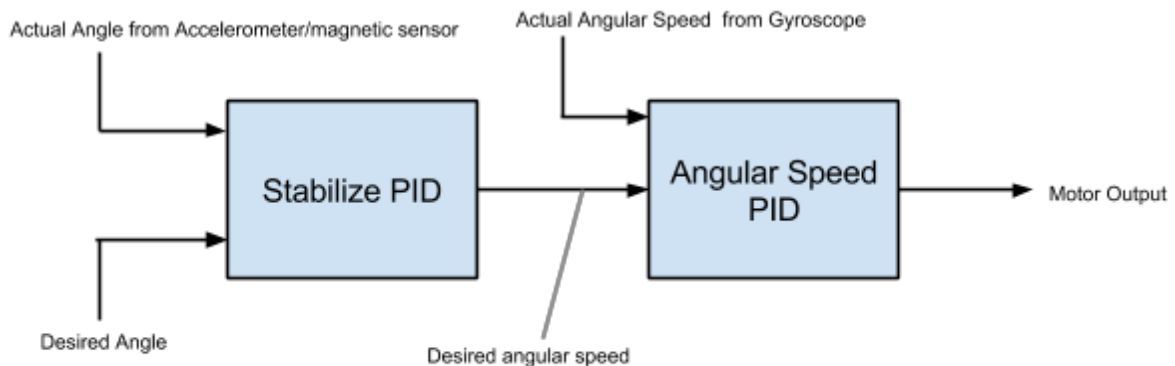 Actual Angle from Accelerometer/magnetic sensor
Actual Angular Speed  from Gyroscope
Stabilize PID
Angular Speed
PID
Motor Output
Desired Angle
Desired angular speed